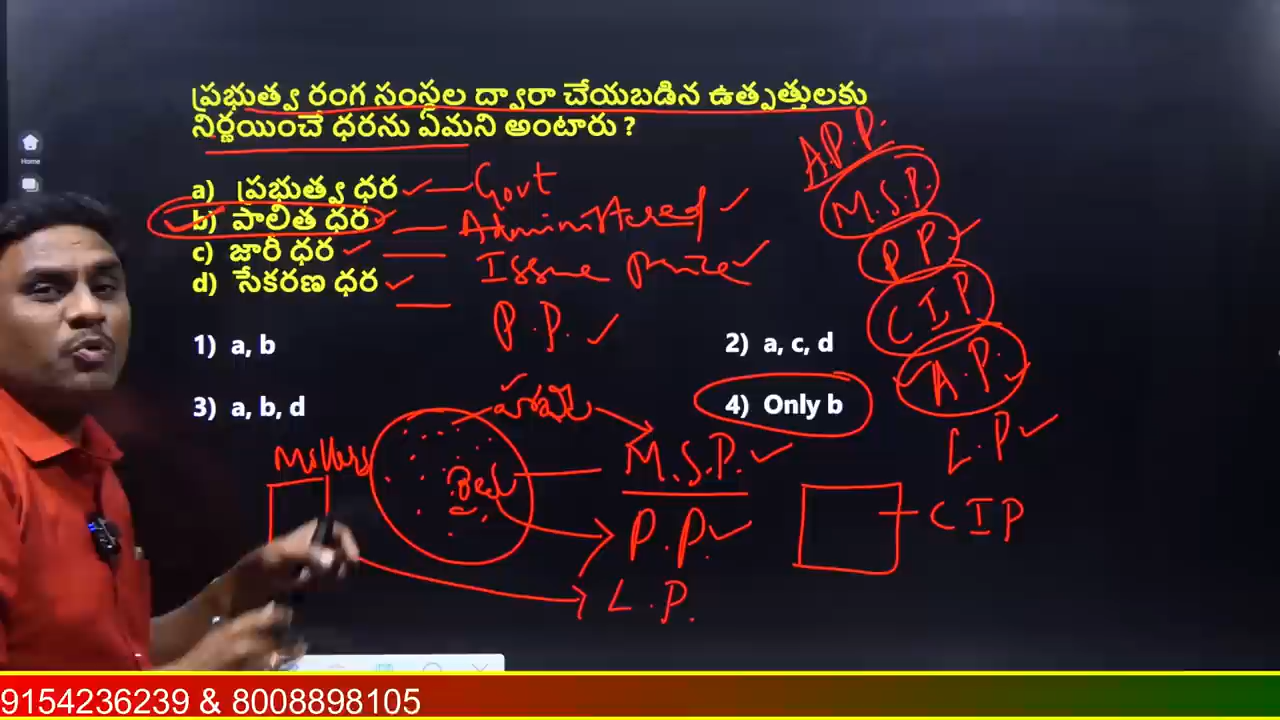 ప్రభుత్వ రంగ సంస్థల ద్వారా చేయబడిన ఉత్పత్తులకు
నిర్ణయించే ధరను ఏమని అంటారు ?
a) ప్రభుత్వ ధర Govt
b) పాలిత ధర Administered
c) జారీ ధర Issue price
d) సేకరణ ధర P.P.
1) a, b
2) a, c, d
3) a, b, d
4) Only b
A.P.P.
M.S.P.
P P
C I P
A.P.
L.P
Millers
M.S.P.
P.P.
L.P.
C I P
Home
9154236239 & 8008898105